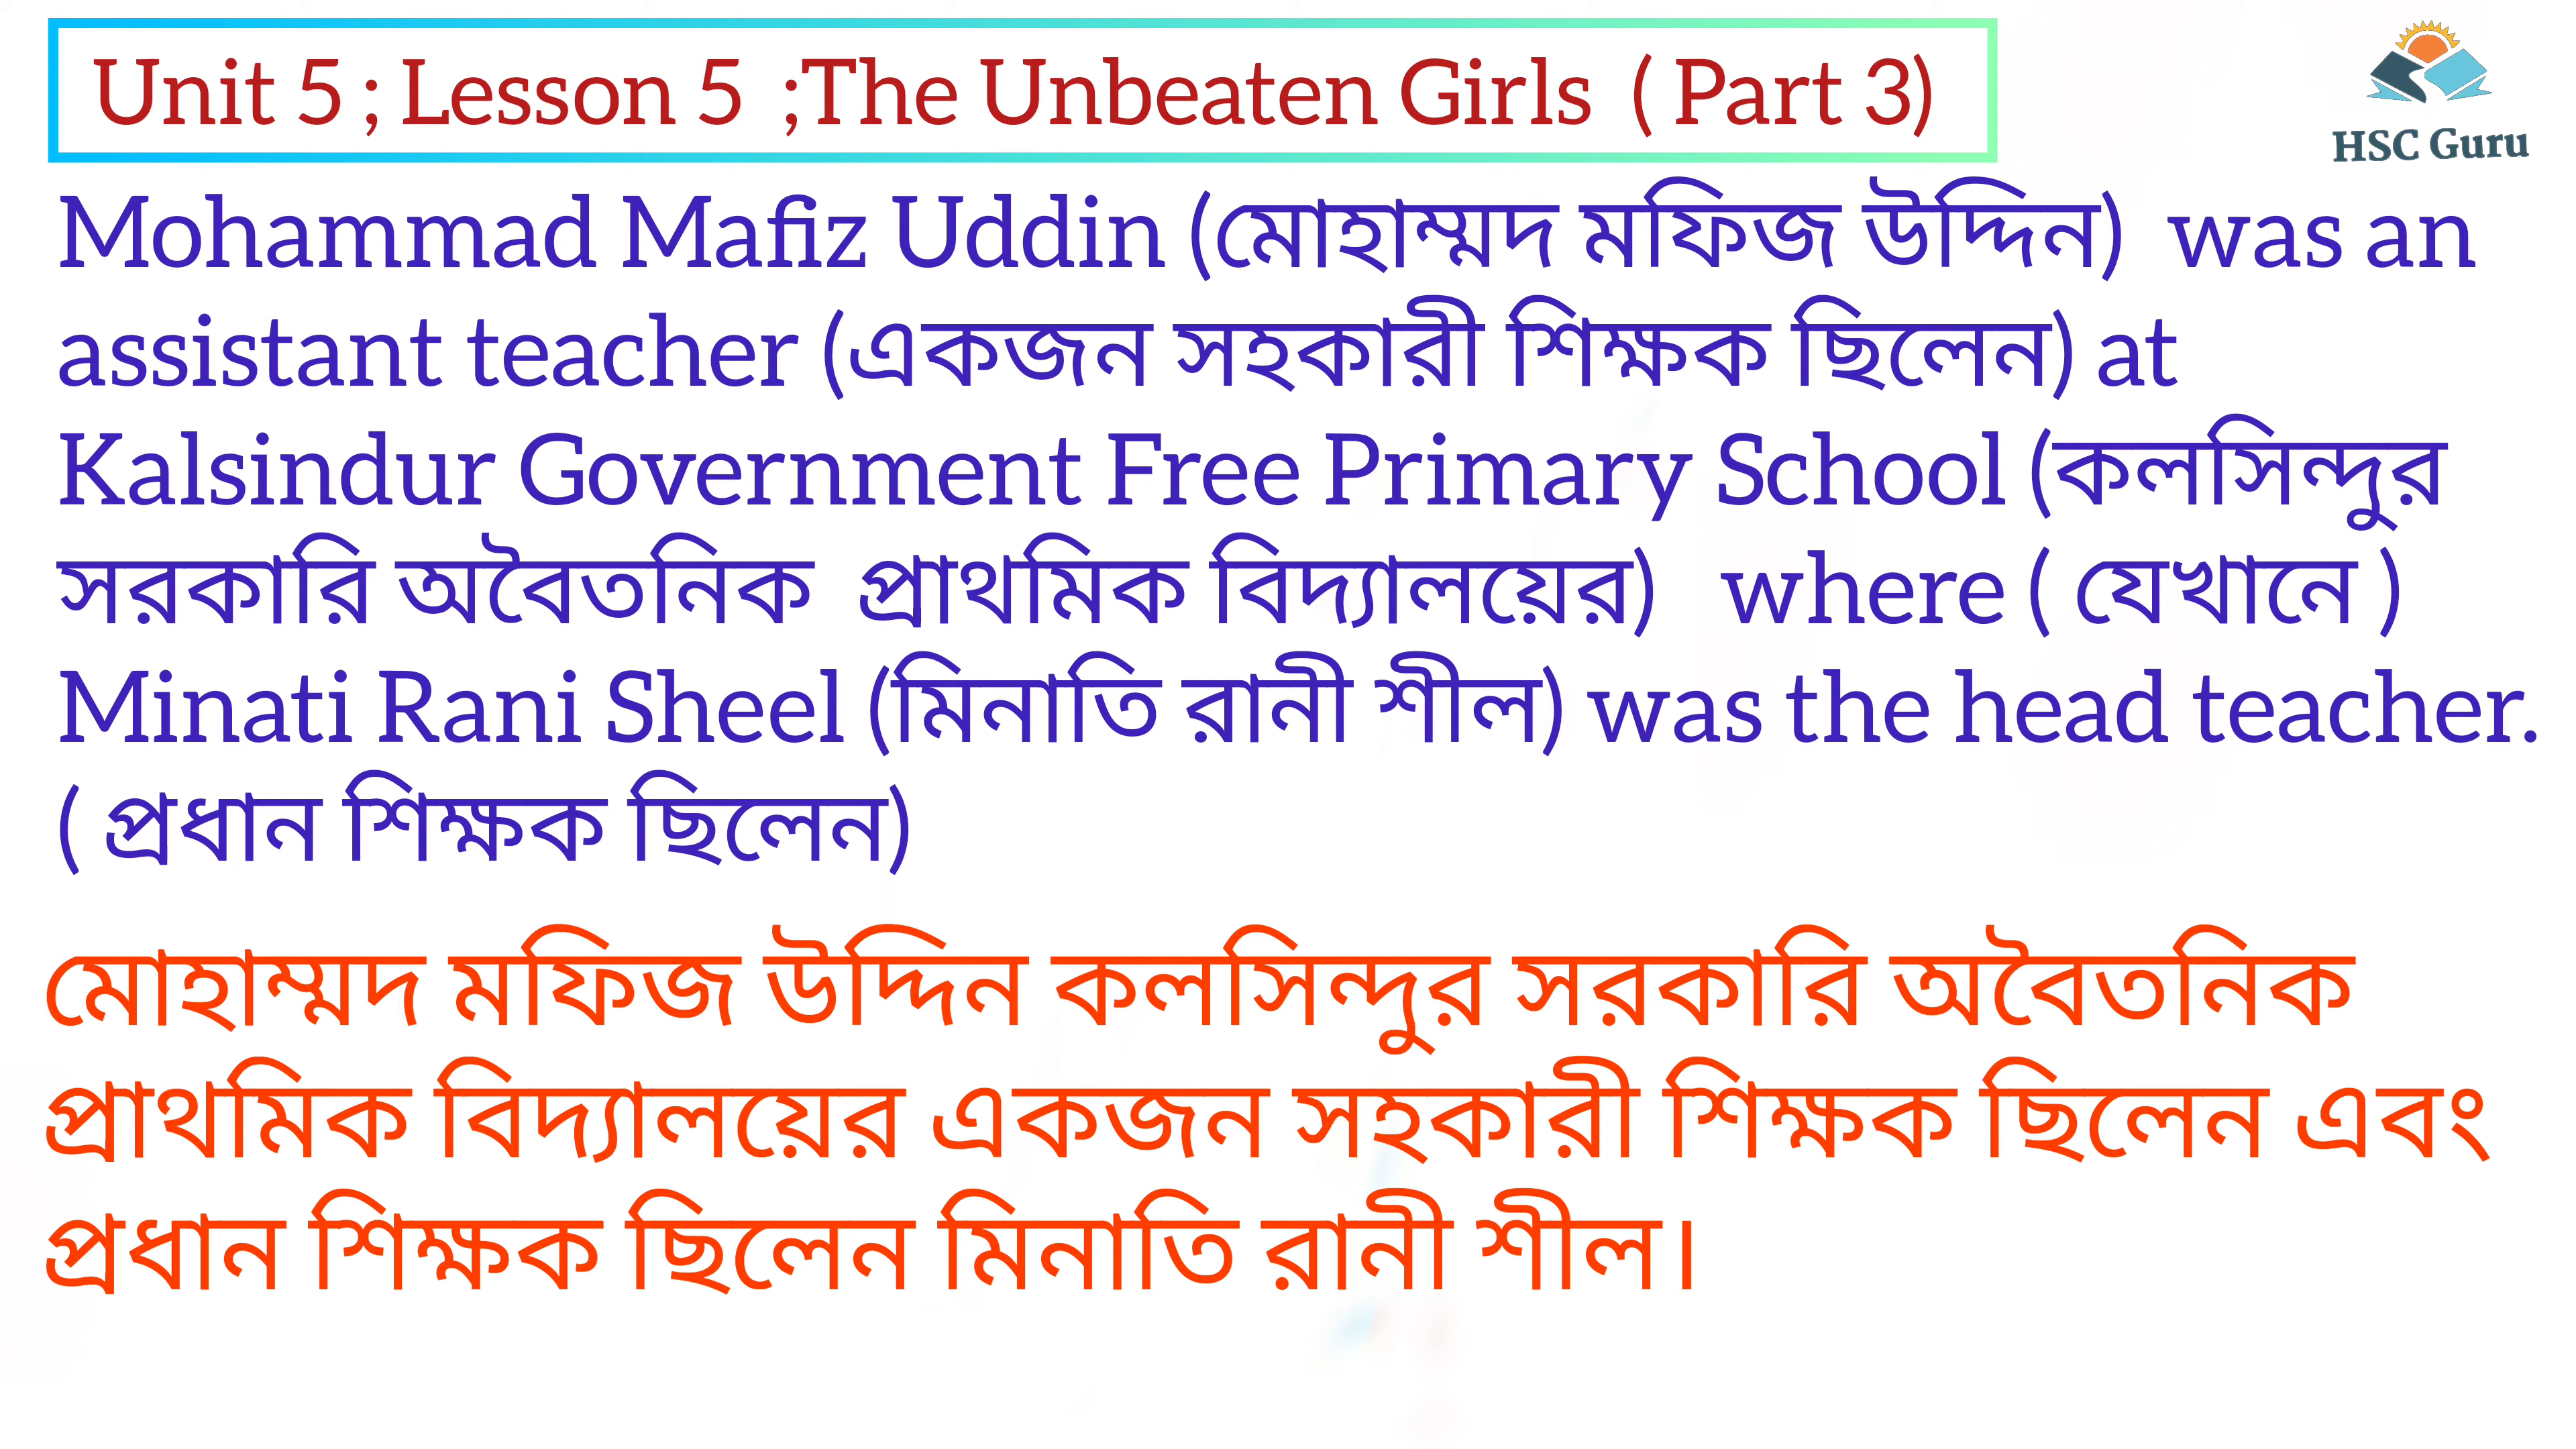 Unit 5 ; Lesson 5 ;The Unbeaten Girls ( Part 3)
HSC Guru
Mohammad Mafiz Uddin (মোহাম্মদ মফিজ উদ্দিন) was an
assistant teacher (একজন সহকারী শিক্ষক ছিলেন) at
Kalsindur Government Free Primary School (কলসিন্দুর
সরকারি অবৈতনিক প্রাথমিক বিদ্যালয়ের) where ( যেখানে )
Minati Rani Sheel (মিনাতি রানী শীল) was the head teacher.
( প্রধান শিক্ষক ছিলেন)
মোহাম্মদ মফিজ উদ্দিন কলসিন্দুর সরকারি অবৈতনিক
প্রাথমিক বিদ্যালয়ের একজন সহকারী শিক্ষক ছিলেন এবং
প্রধান শিক্ষক ছিলেন মিনাতি রানী শীল।